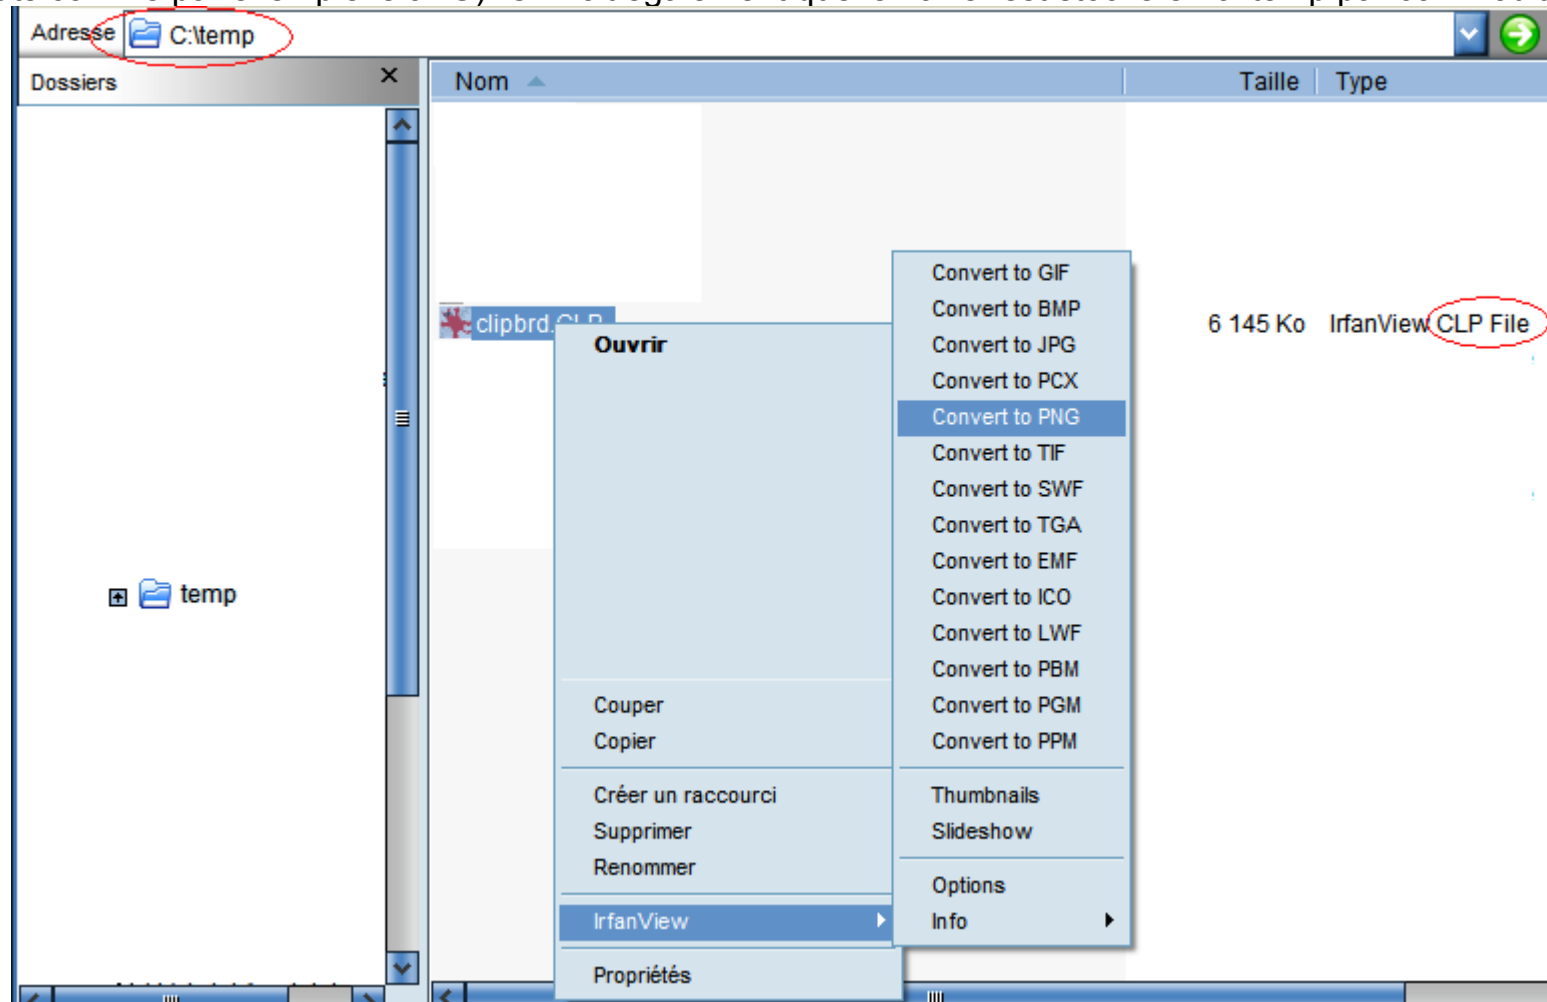 Adresse C:\temp
Dossiers
Nom Taille Type
temp
clipbrd.CLP 6 145 Ko IrfanView CLP File
Ouvrir
Couper
Copier
Créer un raccourci
Supprimer
Renommer
IrfanView
Propriétés
Convert to GIF
Convert to BMP
Convert to JPG
Convert to PCX
Convert to PNG
Convert to TIF
Convert to SWF
Convert to TGA
Convert to EMF
Convert to ICO
Convert to LWF
Convert to PBM
Convert to PGM
Convert to PPM
Thumbnails
Slideshow
Options
Info